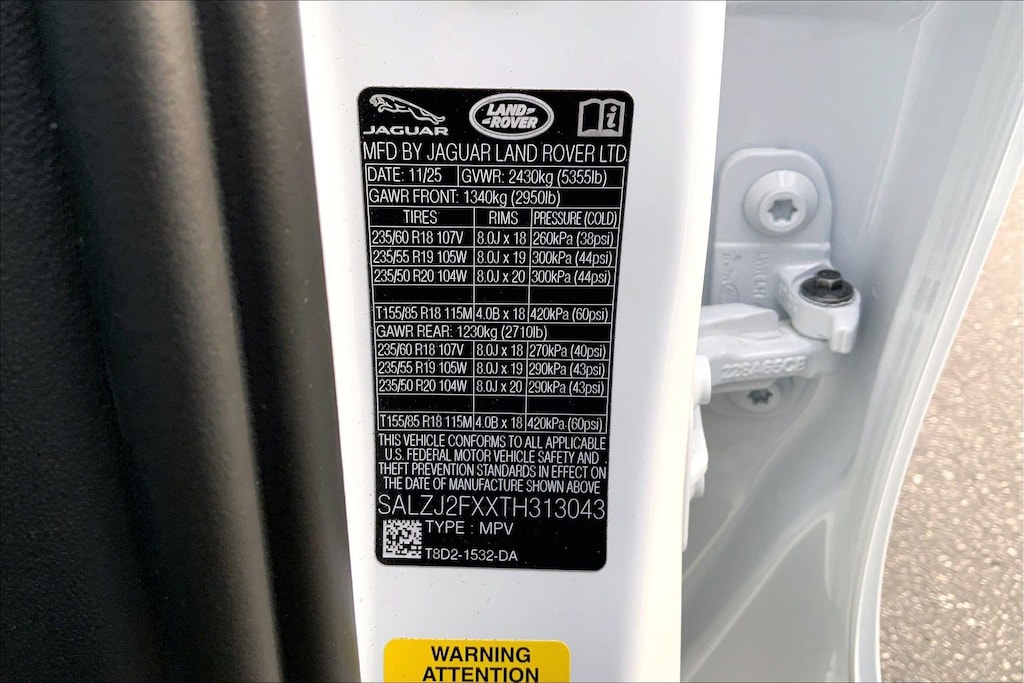 JAGUAR
LAND-
-ROVER
MFD BY JAGUAR LAND ROVER LTD
DATE: 11/25 GVWR: 2430kg (5355lb)
GAWR FRONT: 1340kg (2950lb)
TIRES RIMS PRESSURE (COLD)
235/60 R18 107V 8.0J x 18 260kPa (38psi)
235/55 R19 105W 8.0J x 19 300kPa (44psi)
235/50 R20 104W 8.0J x 20 300kPa (44psi)
T155/85 R18 115M 4.0B x 18 420kPa (60psi)
GAWR REAR: 1230kg (2710lb)
235/60 R18 107V 8.0J x 18 270kPa (40psi)
235/55 R19 105W 8.0J x 19 290kPa (43psi)
235/50 R20 104W 8.0J x 20 290kPa (43psi)
T155/85 R18 115M 4.0B x 18 420kPa (60psi)
THIS VEHICLE CONFORMS TO ALL APPLICABLE
U.S. FEDERAL MOTOR VEHICLE SAFETY AND
THEFT PREVENTION STANDARDS IN EFFECT ON
THE DATE OF MANUFACTURE SHOWN ABOVE
SALZJ2FXXTH313043
TYPE : MPV
T8D2-1532-DA
WARNING
ATTENTION